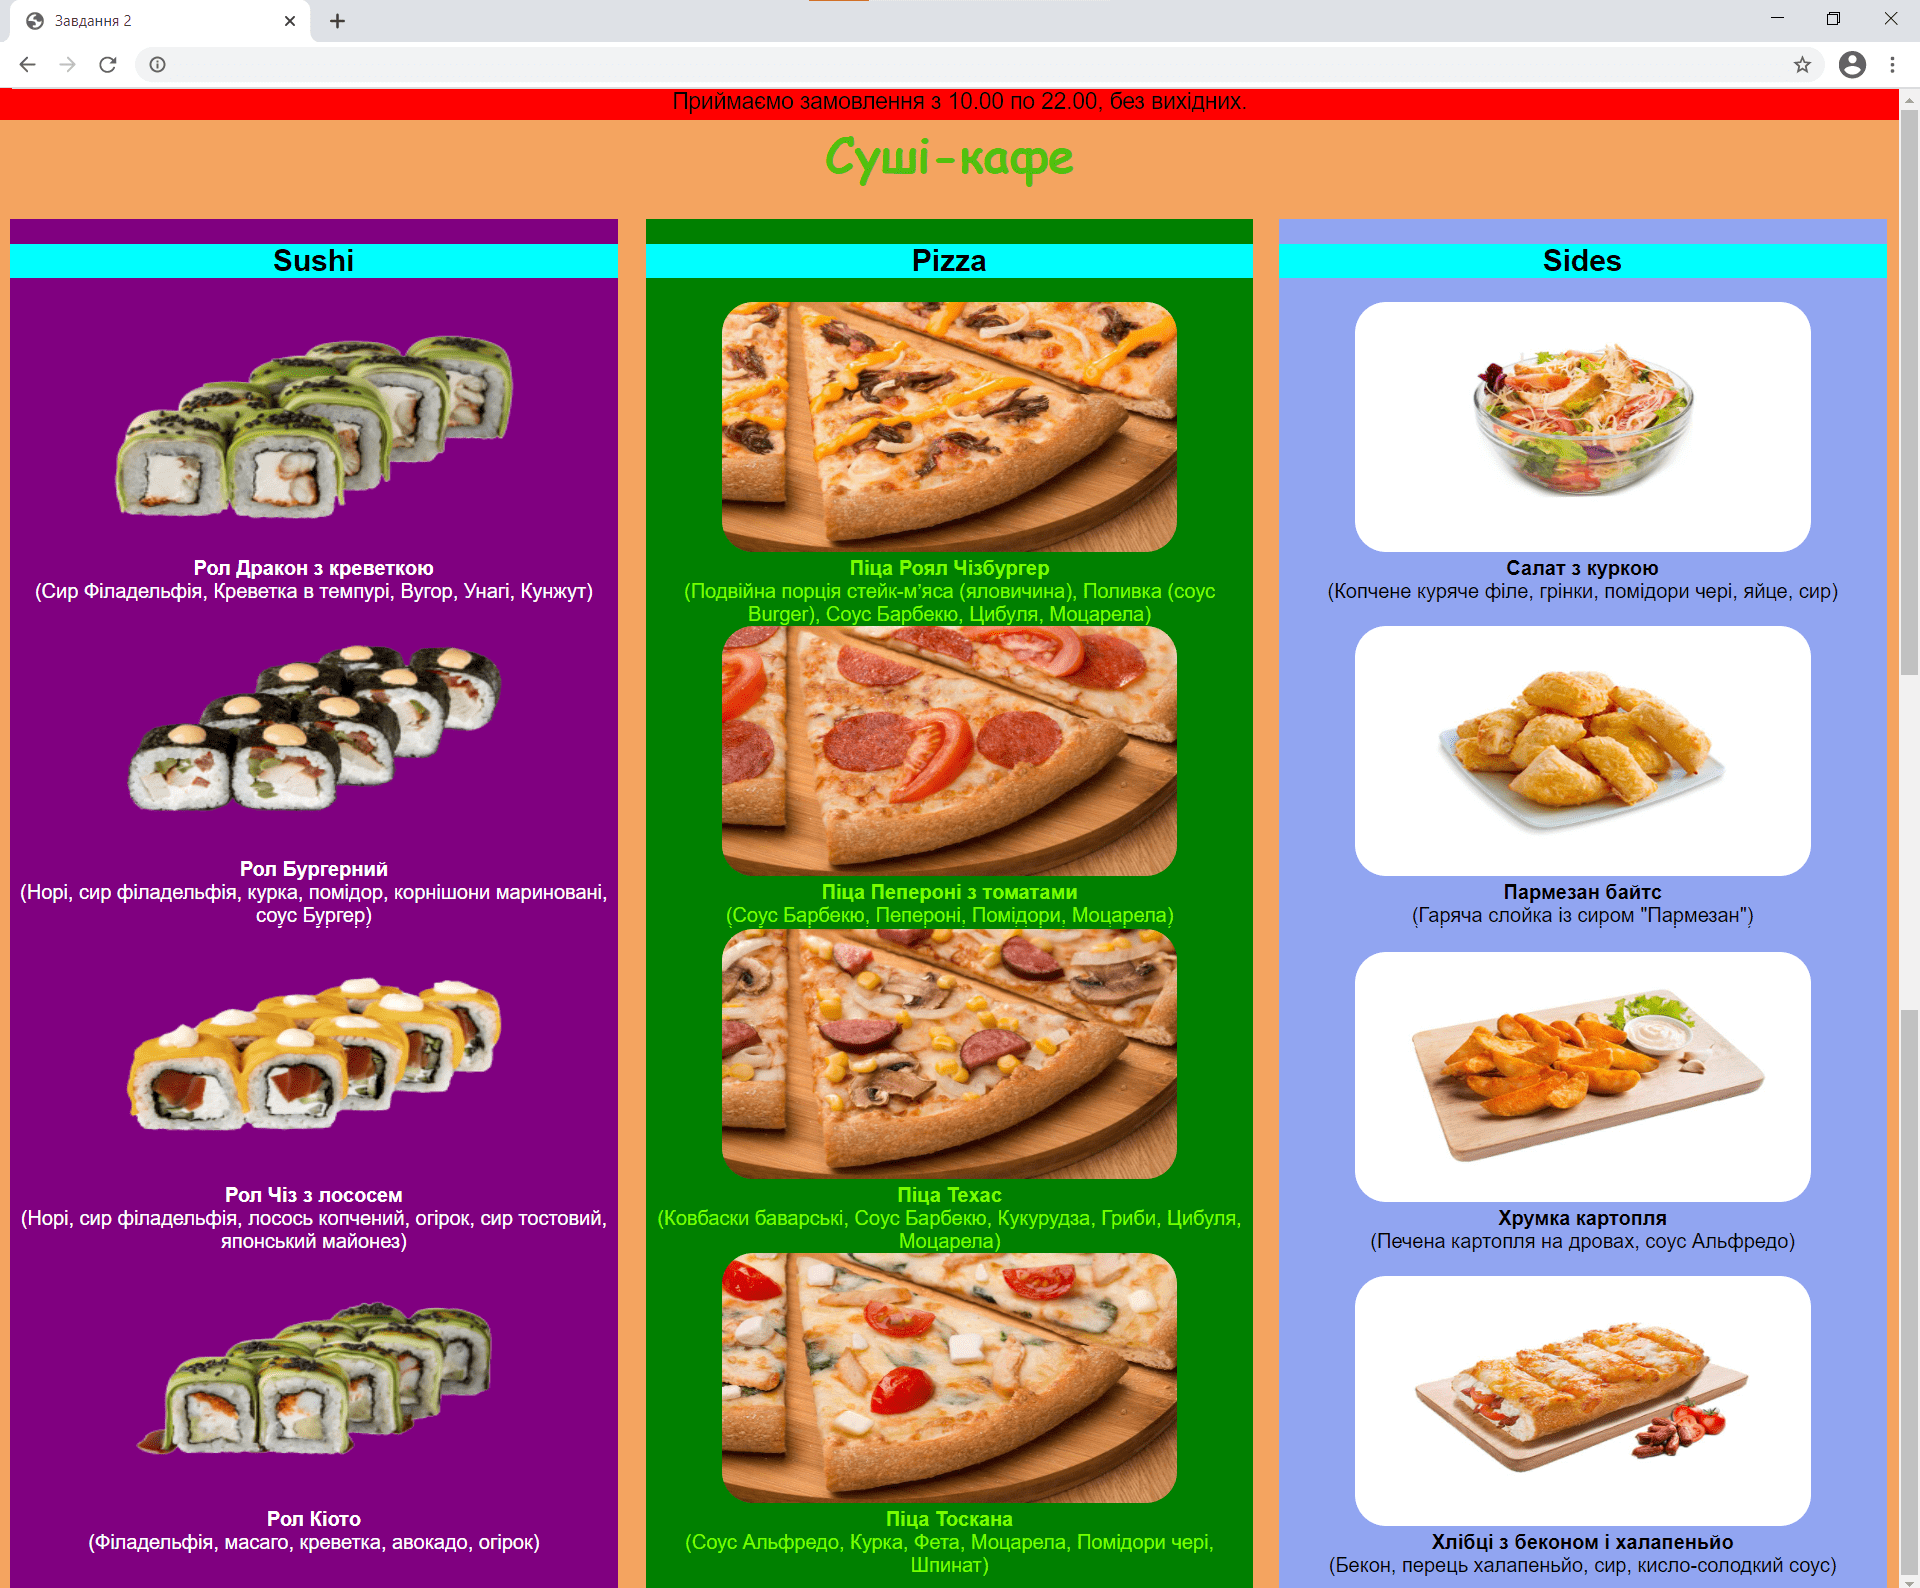 Завдання 2
Приймаємо замовлення з 10.00 по 22.00, без вихідних.
Суші-кафе
Sushi
Рол Дракон з креветкою
(Сир Філадельфія, Креветка в темпурі, Вугор, Унагі, Кунжут)
Рол Бургерний
(Норі, сир філадельфія, курка, помідор, корнішони мариновані,
соус Бургер)
Рол Чіз з лососем
(Норі, сир філадельфія, лосось копчений, огірок, сир тостовий,
японський майонез)
Рол Кіото
(Філадельфія, масаго, креветка, авокадо, огірок)
Pizza
Піца Роял Чізбургер
(Подвійна порція стейк-м'яса (яловичина), Поливка (соус
Burger), Соус Барбекю, Цибуля, Моцарела)
Піца Пепероні з томатами
(Соус Барбекю, Пепероні, Помідори, Моцарела)
Піца Техас
(Ковбаски баварські, Соус Барбекю, Кукурудза, Гриби, Цибуля,
Моцарела)
Піца Тоскана
(Соус Альфредо, Курка, Фета, Моцарела, Помідори чері,
Шпинат)
Sides
Салат з куркою
(Копчене куряче філе, грінки, помідори чері, яйце, сир)
Пармезан байтс
(Гаряча слойка із сиром "Пармезан")
Хрумка картопля
(Печена картопля на дровах, соус Альфредо)
Хлібці з беконом і халапеньйо
(Бекон, перець халапеньйо, сир, кисло-солодкий соус)